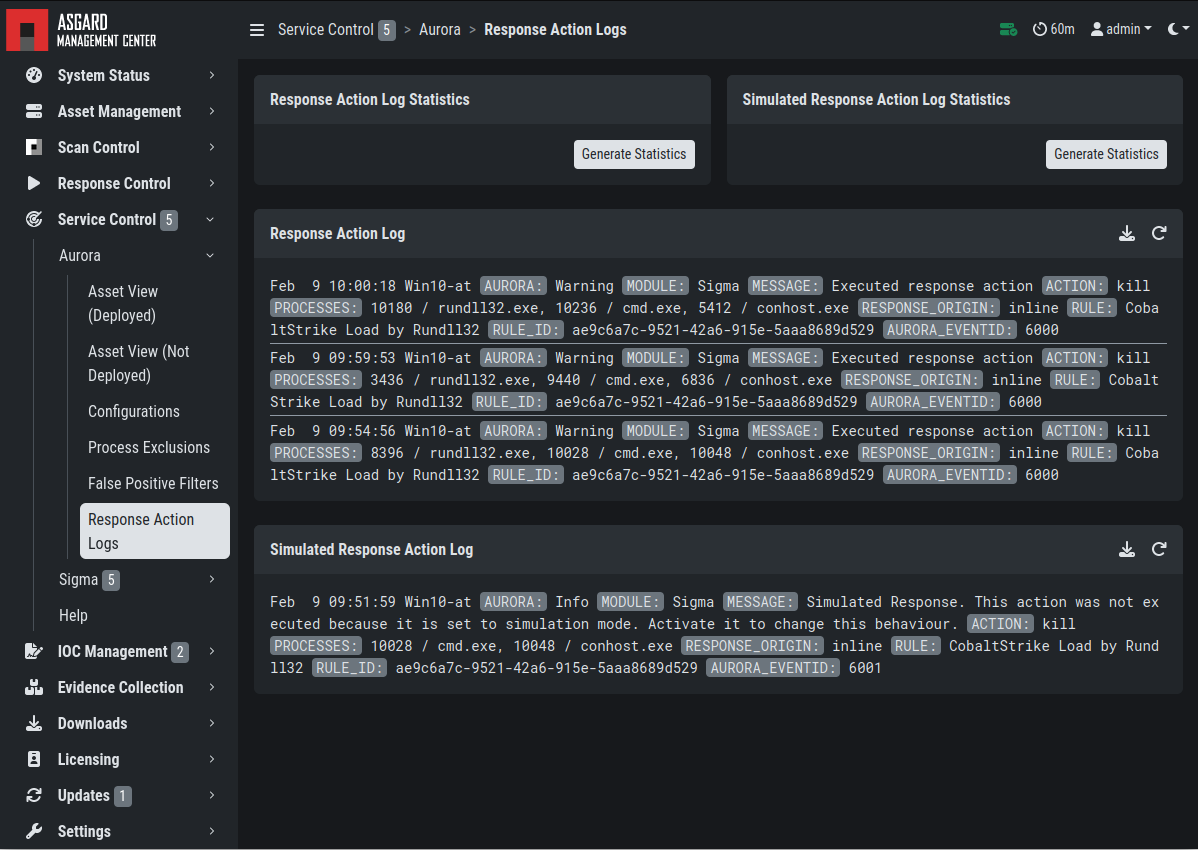 ASGARD
MANAGEMENT CENTER
Service Control 5 > Aurora > Response Action Logs
60m
admin
System Status
Asset Management
Scan Control
Response Control
Service Control 5
Aurora
Asset View
(Deployed)
Asset View (Not
Deployed)
Configurations
Process Exclusions
False Positive Filters
Response Action
Logs
Sigma 5
Help
IOC Management 2
Evidence Collection
Downloads
Licensing
Updates 1
Settings
Response Action Log Statistics
Generate Statistics
Simulated Response Action Log Statistics
Generate Statistics
Response Action Log
Feb  9 10:00:18 Win10-at AURORA: Warning MODULE: Sigma MESSAGE: Executed response action ACTION: kill
PROCESSES: 10180 / rundll32.exe, 10236 / cmd.exe, 5412 / conhost.exe RESPONSE_ORIGIN: inline RULE: Coba
ltStrike Load by Rundll32 RULE_ID: ae9c6a7c-9521-42a6-915e-5aaa8689d529 AURORA_EVENTID: 6000
Feb  9 09:59:53 Win10-at AURORA: Warning MODULE: Sigma MESSAGE: Executed response action ACTION: kill
PROCESSES: 3436 / rundll32.exe, 9440 / cmd.exe, 6836 / conhost.exe RESPONSE_ORIGIN: inline RULE: Cobalt
Strike Load by Rundll32 RULE_ID: ae9c6a7c-9521-42a6-915e-5aaa8689d529 AURORA_EVENTID: 6000
Feb  9 09:54:56 Win10-at AURORA: Warning MODULE: Sigma MESSAGE: Executed response action ACTION: kill
PROCESSES: 8396 / rundll32.exe, 10028 / cmd.exe, 10048 / conhost.exe RESPONSE_ORIGIN: inline RULE: Coba
ltStrike Load by Rundll32 RULE_ID: ae9c6a7c-9521-42a6-915e-5aaa8689d529 AURORA_EVENTID: 6000
Simulated Response Action Log
Feb  9 09:51:59 Win10-at AURORA: Info MODULE: Sigma MESSAGE: Simulated Response. This action was not ex
ecuted because it is set to simulation mode. Activate it to change this behaviour. ACTION: kill
PROCESSES: 10028 / cmd.exe, 10048 / conhost.exe RESPONSE_ORIGIN: inline RULE: CobaltStrike Load by Rund
ll32 RULE_ID: ae9c6a7c-9521-42a6-915e-5aaa8689d529 AURORA_EVENTID: 6001